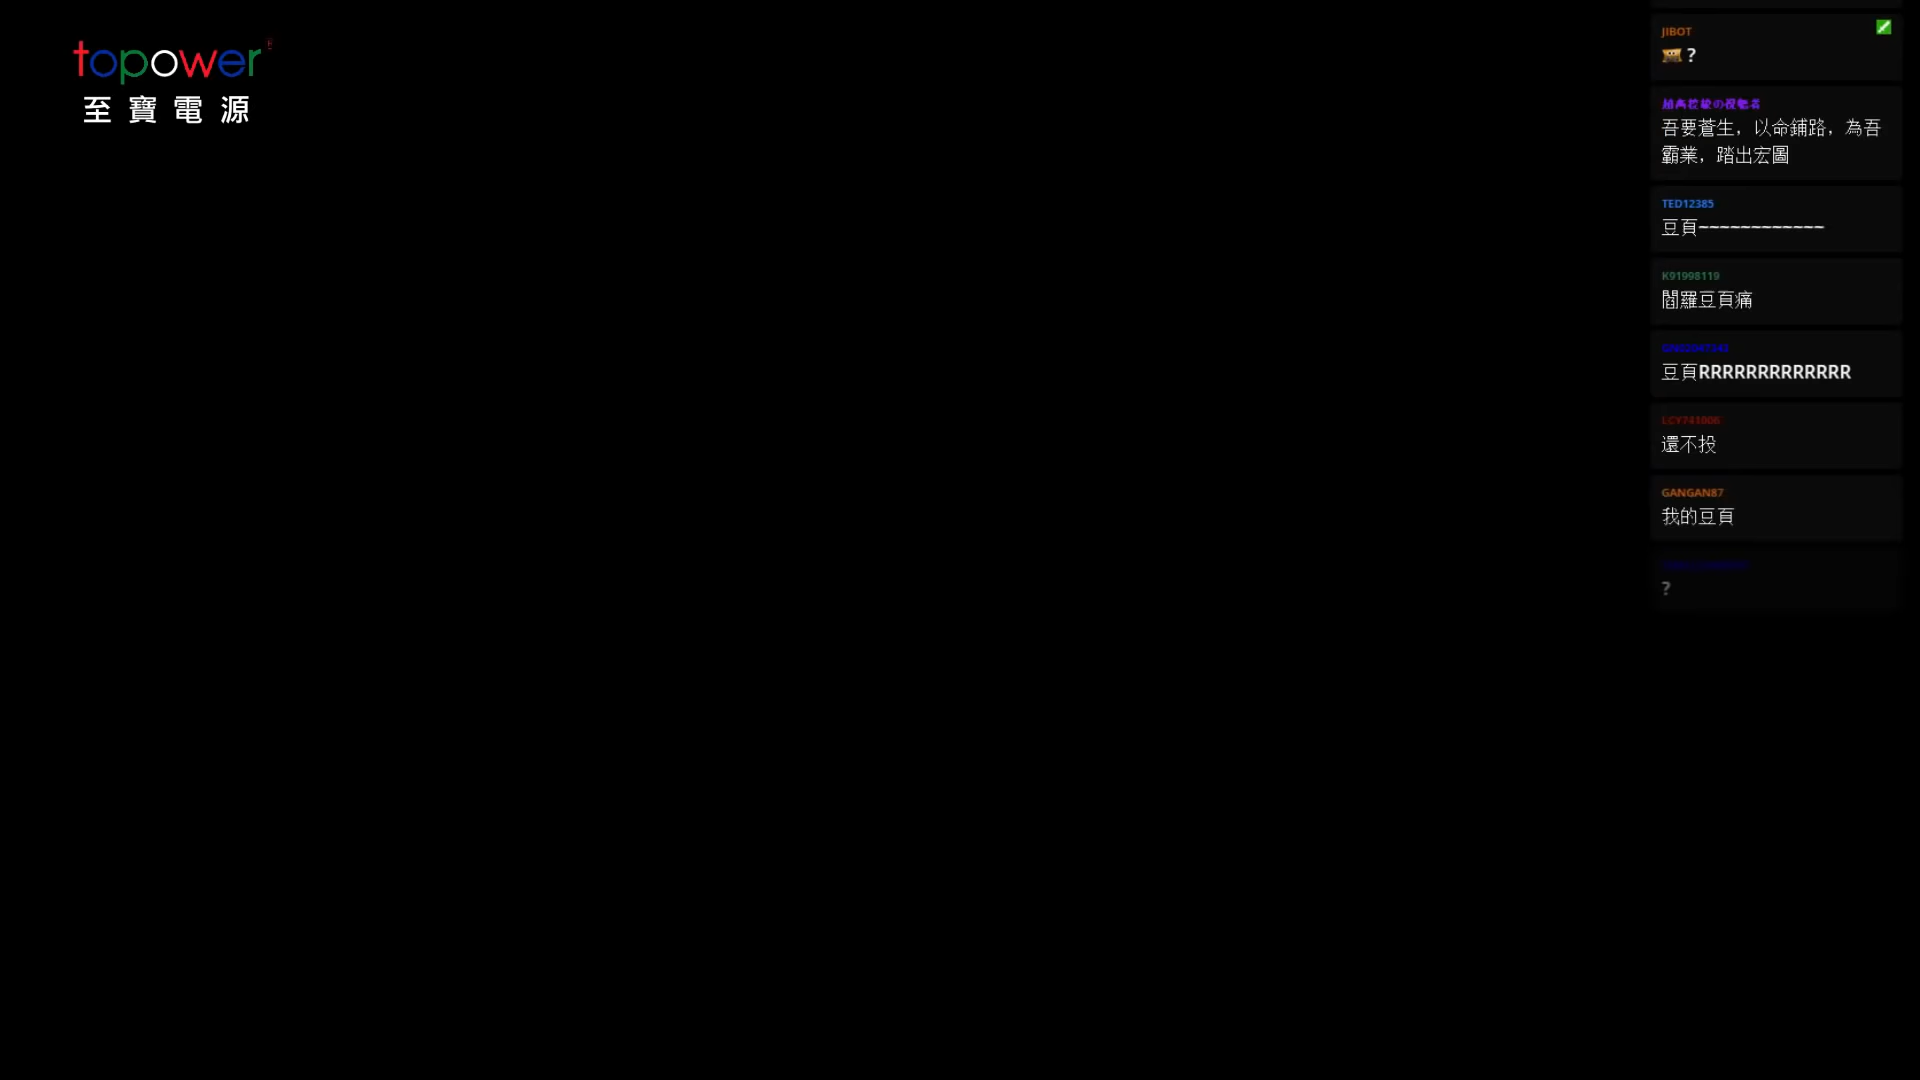 topower
至寶電源
JIBOT
?
吾要蒼生，以命鋪路，為吾
霸業，踏出宏圖
TED12385
豆頁~~~~~~~~~~~~
K91998119
閻羅豆頁痛
豆頁RRRRRRRRRRRRR
LCY741006
還不投
GANGAN87
我的豆頁
?